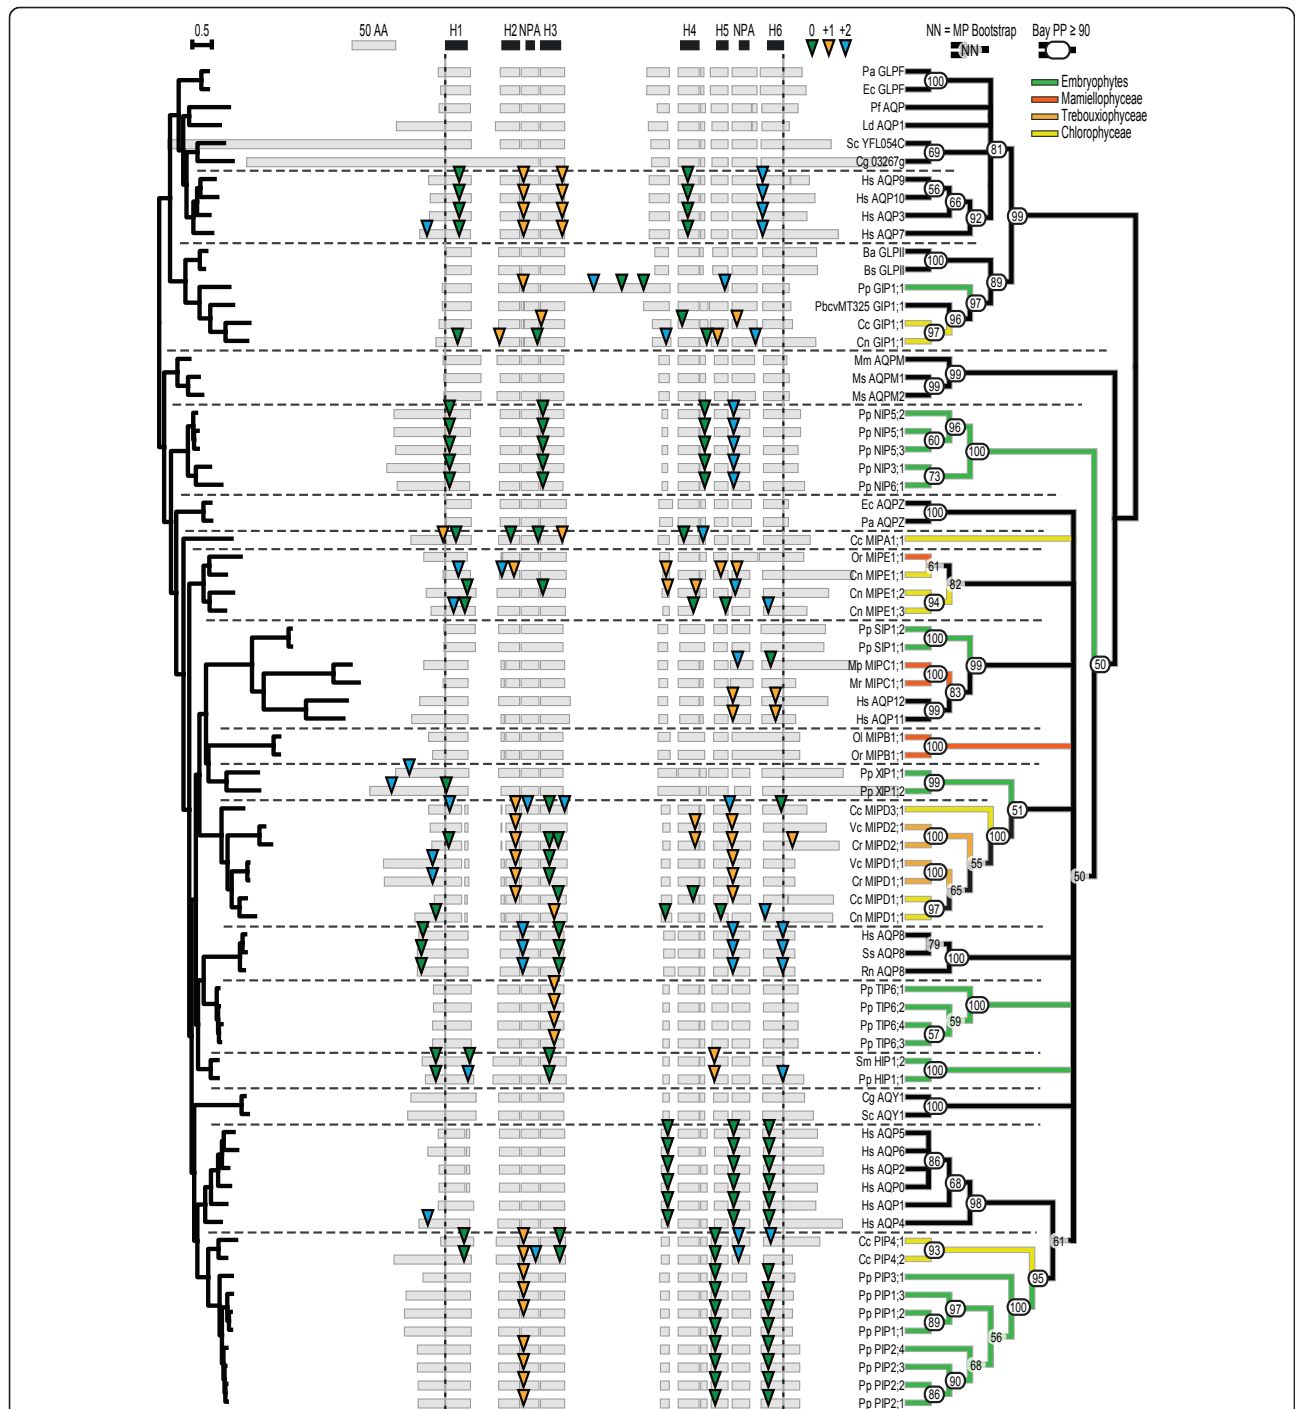 0.5
50 AA
H1
H2 NPA H3
H4
H5 NPA
H6
0 +1 +2
NN = MP Bootstrap
Bay PP ≥ 90
NN
Embryophytes
Mamiellophyceae
Trebouxiophyceae
Chlorophyceae
Pa GLPF
100
Ec GLPF
Pf AQP
Ld AQP1
81
Sc YFL054C
69
Cg 03267g
Hs AQP9
56
Hs AQP10
66
Hs AQP3
92
99
Hs AQP7
Ba GLPII
100
Bs GLPII
89
Pp GIP1;1
97
PbcvMT325 GIP1;1
96
Cc GIP1;1
97
Cn GIP1;1
Mm AQPM
99
Ms AQPM1
99
Ms AQPM2
Pp NIP5;2
96
Pp NIP5;1
60
Pp NIP5;3
100
Pp NIP3;1
73
Pp NIP6;1
Ec AQPZ
100
Pa AQPZ
Cc MIPA1;1
Or MIPE1;1
61
Cn MIPE1;1
82
Cn MIPE1;2
94
Cn MIPE1;3
Pp SIP1;2
100
Pp SIP1;1
99
50
Mp MIPC1;1
100
Mr MIPC1;1
83
Hs AQP12
99
Hs AQP11
Ol MIPB1;1
100
Or MIPB1;1
Pp XIP1;1
99
Pp XIP1;2
51
Cc MIPD3;1
Vc MIPD2;1
100
100
Cr MIPD2;1
55
Vc MIPD1;1
100
50
Cr MIPD1;1
65
Cc MIPD1;1
97
Cn MIPD1;1
Hs AQP8
79
Ss AQP8
100
Rn AQP8
Pp TIP6;1
100
Pp TIP6;2
59
Pp TIP6;4
57
Pp TIP6;3
Sm HIP1;2
100
Pp HIP1;1
Cg AQY1
100
Sc AQY1
Hs AQP5
Hs AQP6
86
Hs AQP2
68
Hs AQP0
98
Hs AQP1
Hs AQP4
61
Cc PIP4;1
93
Cc PIP4;2
95
Pp PIP3;1
100
Pp PIP1;3
97
Pp PIP1;2
89
Pp PIP1;1
56
Pp PIP2;4
68
Pp PIP2;3
90
Pp PIP2;2
86
Pp PIP2;1